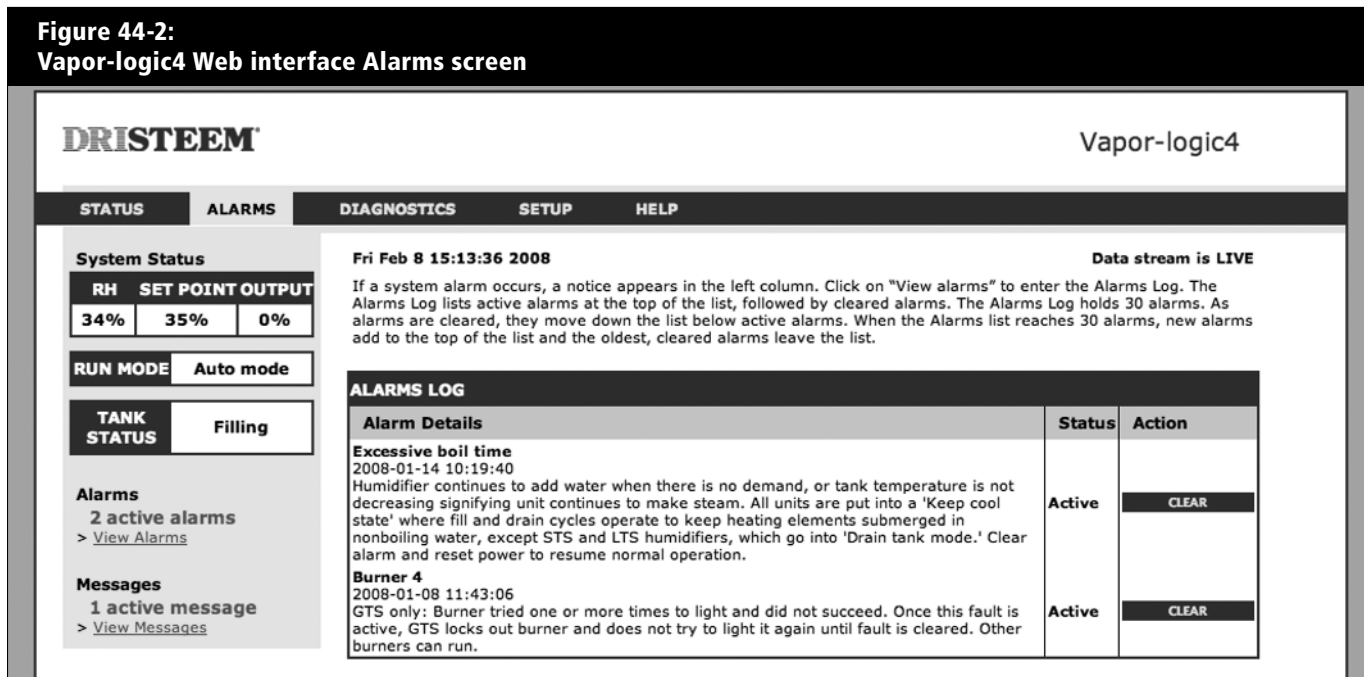 Figure 44-2:
Vapor-logic4 Web interface Alarms screen
DRISTEEM®
Vapor-logic4
STATUS ALARMS DIAGNOSTICS SETUP HELP
System Status
RH SET POINT OUTPUT
34% 35% 0%
RUN MODE Auto mode
TANK
STATUS
Filling
Alarms
2 active alarms
> View Alarms
Messages
1 active message
> View Messages
Fri Feb 8 15:13:36 2008
Data stream is LIVE
If a system alarm occurs, a notice appears in the left column. Click on "View alarms" to enter the Alarms Log. The
Alarms Log lists active alarms at the top of the list, followed by cleared alarms. The Alarms Log holds 30 alarms. As
alarms are cleared, they move down the list below active alarms. When the Alarms list reaches 30 alarms, new alarms
add to the top of the list and the oldest, cleared alarms leave the list.
ALARMS LOG
Alarm Details Status Action
Excessive boil time
2008-01-14 10:19:40
Humidifier continues to add water when there is no demand, or tank temperature is not
decreasing signifying unit continues to make steam. All units are put into a 'Keep cool
state' where fill and drain cycles operate to keep heating elements submerged in
nonboiling water, except STS and LTS humidifiers, which go into 'Drain tank mode.' Clear
alarm and reset power to resume normal operation.
Active CLEAR
Burner 4
2008-01-08 11:43:06
GTS only: Burner tried one or more times to light and did not succeed. Once this fault is
active, GTS locks out burner and does not try to light it again until fault is cleared. Other
burners can run.
Active CLEAR